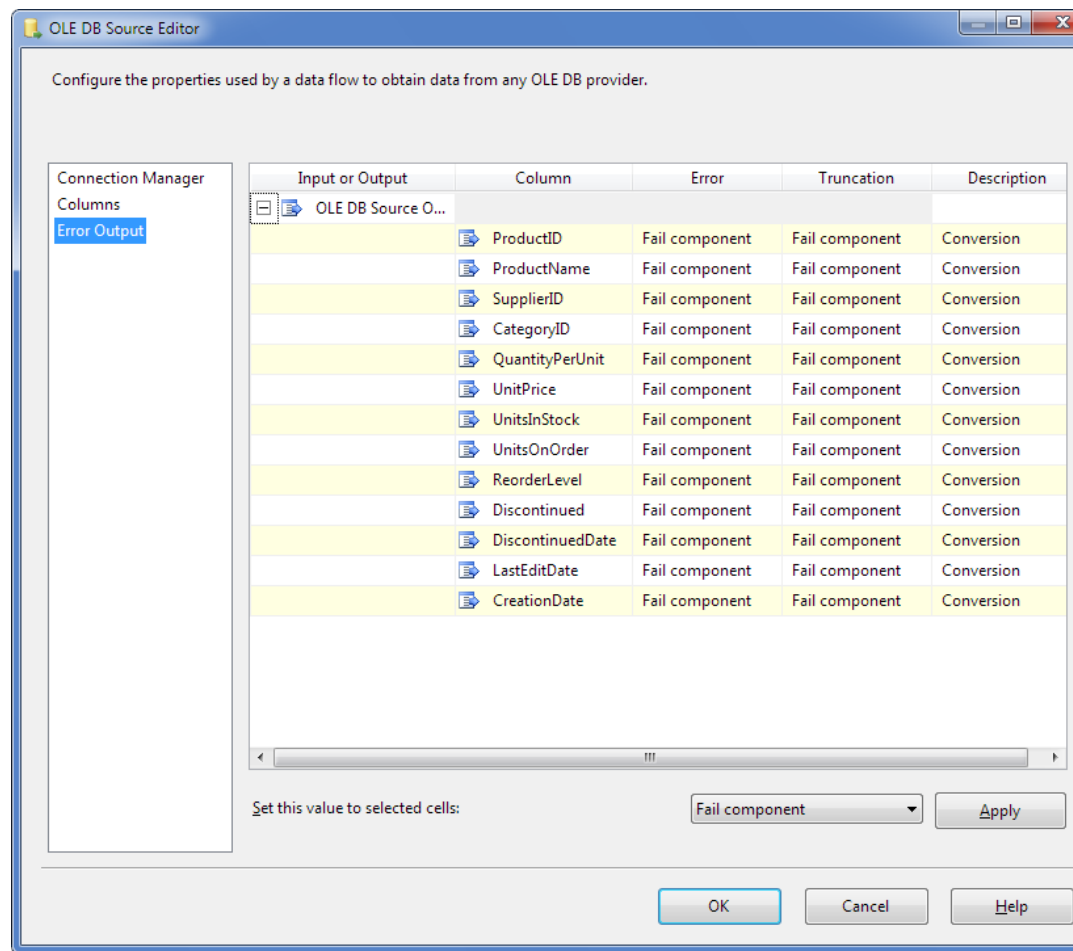 OLE DB Source Editor
Configure the properties used by a data flow to obtain data from any OLE DB provider.
Connection Manager
Columns
Error Output
Input or Output Column Error Truncation Description
OLE DB Source O...
ProductID Fail component Fail component Conversion
ProductName Fail component Fail component Conversion
SupplierID Fail component Fail component Conversion
CategoryID Fail component Fail component Conversion
QuantityPerUnit Fail component Fail component Conversion
UnitPrice Fail component Fail component Conversion
UnitsInStock Fail component Fail component Conversion
UnitsOnOrder Fail component Fail component Conversion
ReorderLevel Fail component Fail component Conversion
Discontinued Fail component Fail component Conversion
DiscontinuedDate Fail component Fail component Conversion
LastEditDate Fail component Fail component Conversion
CreationDate Fail component Fail component Conversion
Set this value to selected cells: Fail component Apply
OK Cancel Help